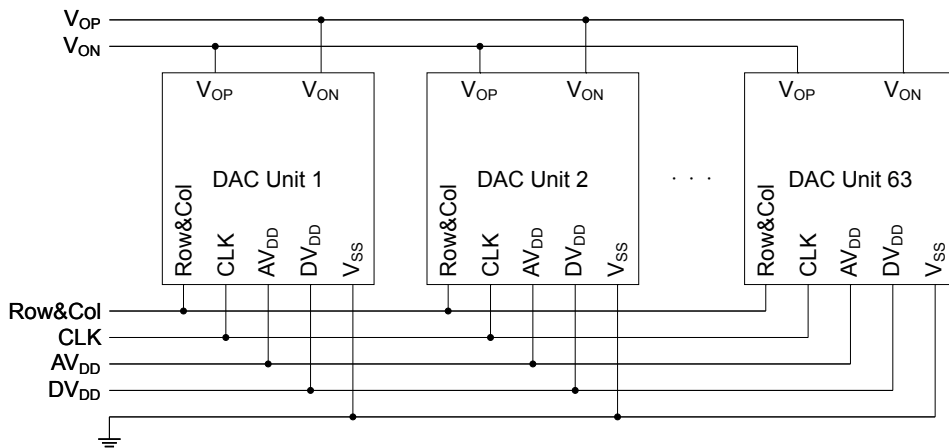 VOP
VON
VOP VON VOP VON VOP VON
DAC Unit 1 DAC Unit 2 · · · DAC Unit 63
Row&Col CLK AVDD DVDD VSS Row&Col CLK AVDD DVDD VSS Row&Col CLK AVDD DVDD VSS
Row&Col
CLK
AVDD
DVDD